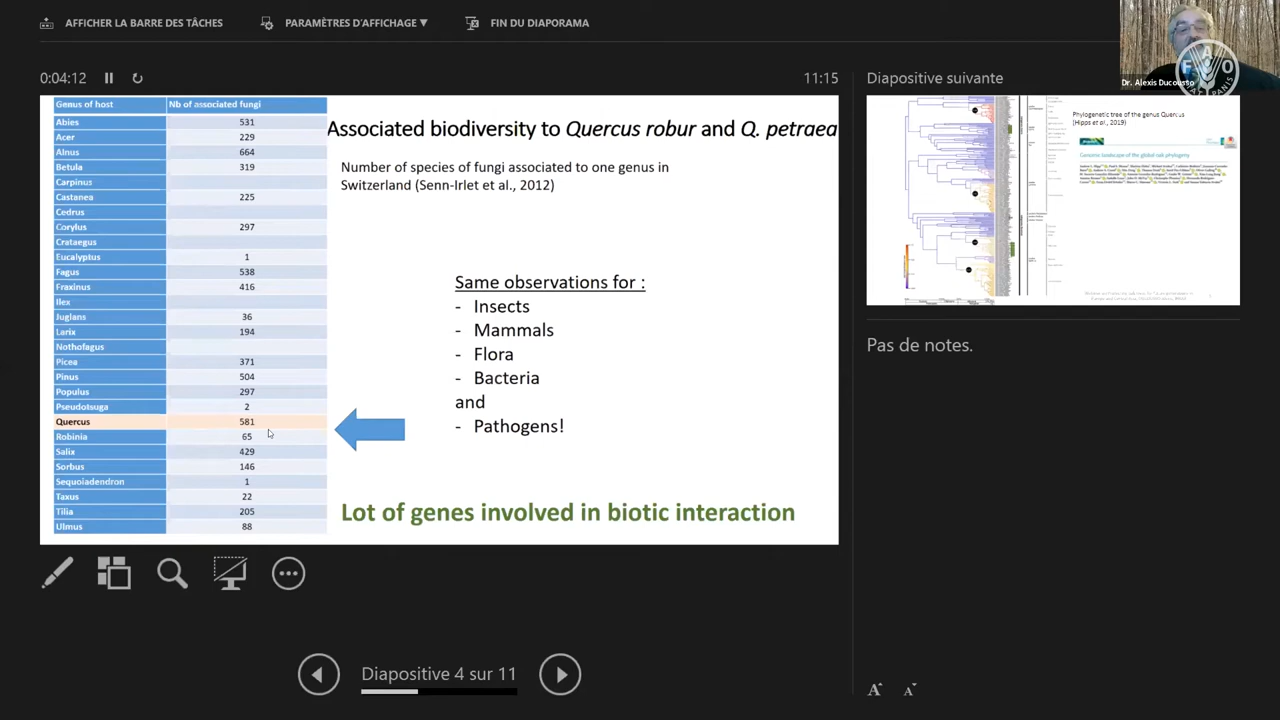 AFFICHER LA BARRE DES TÂCHES
PARAMÈTRES D'AFFICHAGE ▼
FIN DU DIAPORAMA
0:04:12
11:15
Genus of host Nb of associated fungi
Abies 531
Acer 229
Alnus 664
Betula 319
Carpinus
Castanea 225
Cedrus
Corylus 297
Crataegus
Eucalyptus 1
Fagus 538
Fraxinus 416
Ilex
Juglans 36
Larix 194
Nothofagus
Picea 371
Pinus 504
Populus 297
Pseudotsuga 2
Quercus 581
Robinia 65
Salix 429
Sorbus 146
Sequoiadendron 1
Taxus 22
Tilia 205
Ulmus 88
Associated biodiversity to Quercus robur and Q. petraea
Number of species of fungi associated to one genus in
Switzerland (Senn-Irlet et al., 2012)
Same observations for :
- Insects
- Mammals
- Flora
- Bacteria
and
- Pathogens!
Lot of genes involved in biotic interaction
Diapositive 4 sur 11
Diapositive suivante
Dr. Alexis Ducousso
F A O
PANIS
Phylogenetic tree of the genus Quercus
(Hipps et al., 2019)
Genomic landscape of the global oak phylogeny
Pas de notes.
A A